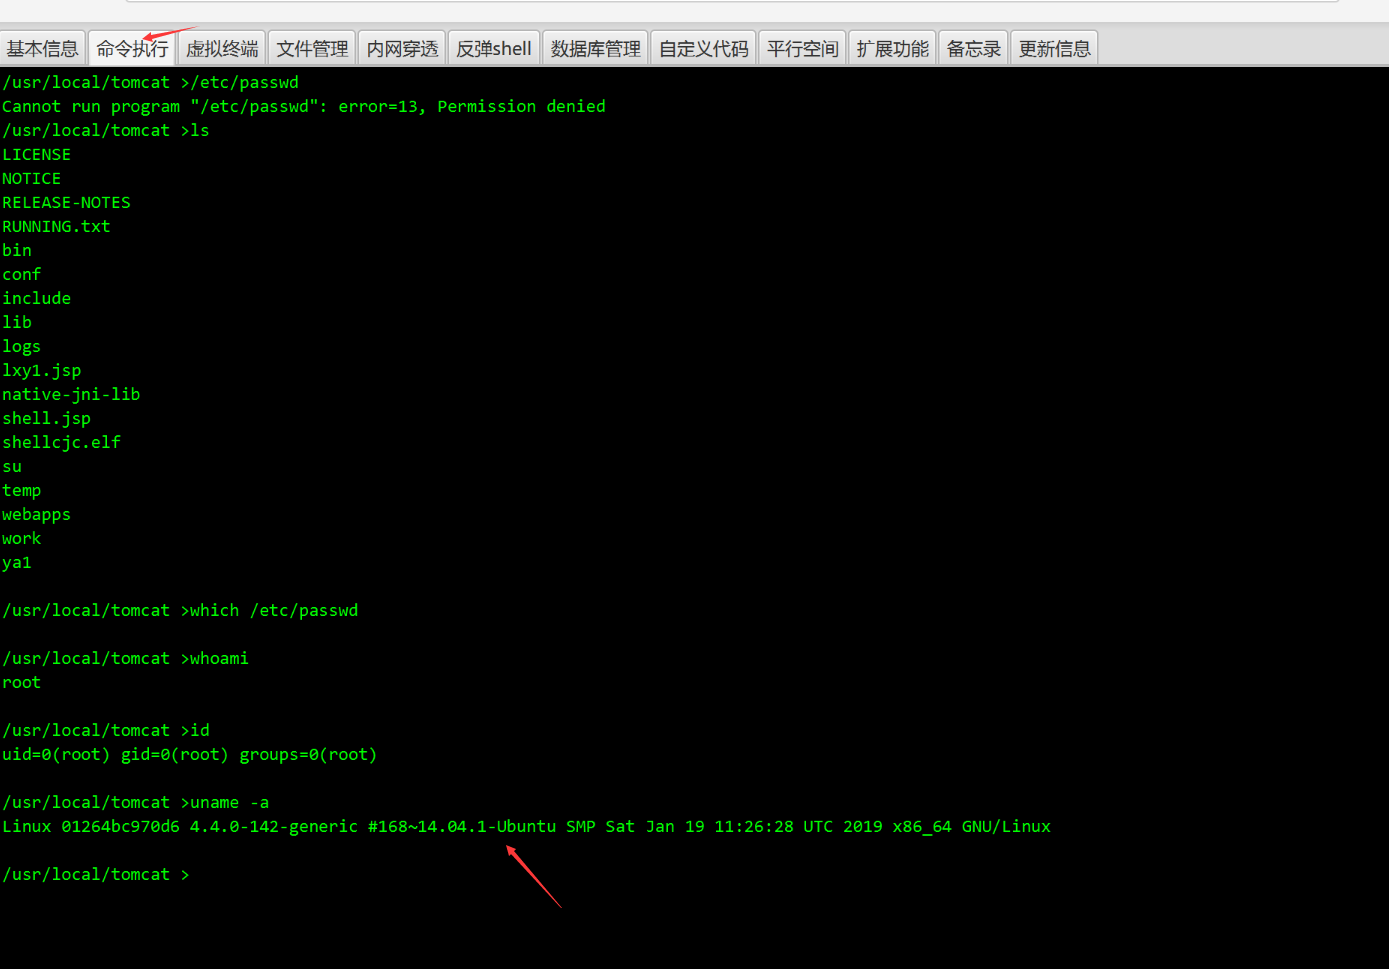 基本信息 命令执行 虚拟终端 文件管理 内网穿透 反弹shell 数据库管理 自定义代码 平行空间 扩展功能 备忘录 更新信息
/usr/local/tomcat >/etc/passwd
Cannot run program "/etc/passwd": error=13, Permission denied
/usr/local/tomcat >ls
LICENSE
NOTICE
RELEASE-NOTES
RUNNING.txt
bin
conf
include
lib
logs
lxy1.jsp
native-jni-lib
shell.jsp
shellcjc.elf
su
temp
webapps
work
ya1
/usr/local/tomcat >which /etc/passwd
/usr/local/tomcat >whoami
root
/usr/local/tomcat >id
uid=0(root) gid=0(root) groups=0(root)
/usr/local/tomcat >uname -a
Linux 01264bc970d6 4.4.0-142-generic #168~14.04.1-Ubuntu SMP Sat Jan 19 11:26:28 UTC 2019 x86_64 GNU/Linux
/usr/local/tomcat >